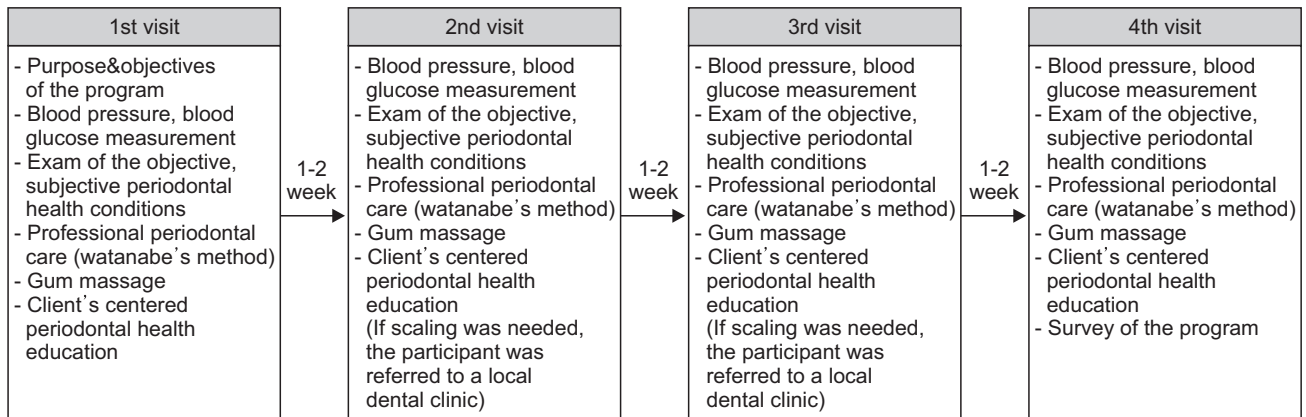 1st visit
- Purpose&objectives
of the program
- Blood pressure, blood
glucose measurement
- Exam of the objective,
subjective periodontal
health conditions
- Professional periodontal
care (watanabe's method)
- Gum massage
- Client's centered
periodontal health
education
1-2
week
2nd visit
- Blood pressure, blood
glucose measurement
- Exam of the objective,
subjective periodontal
health conditions
- Professional periodontal
care (watanabe's method)
- Gum massage
- Client's centered
periodontal health
education
(If scaling was needed,
the participant was
referred to a local
dental clinic)
1-2
week
3rd visit
- Blood pressure, blood
glucose measurement
- Exam of the objective,
subjective periodontal
health conditions
- Professional periodontal
care (watanabe's method)
- Gum massage
- Client's centered
periodontal health
education
(If scaling was needed,
the participant was
referred to a local
dental clinic)
1-2
week
4th visit
- Blood pressure, blood
glucose measurement
- Exam of the objective,
subjective periodontal
health conditions
- Professional periodontal
care (watanabe's method)
- Gum massage
- Client's centered
periodontal health
education
- Survey of the program